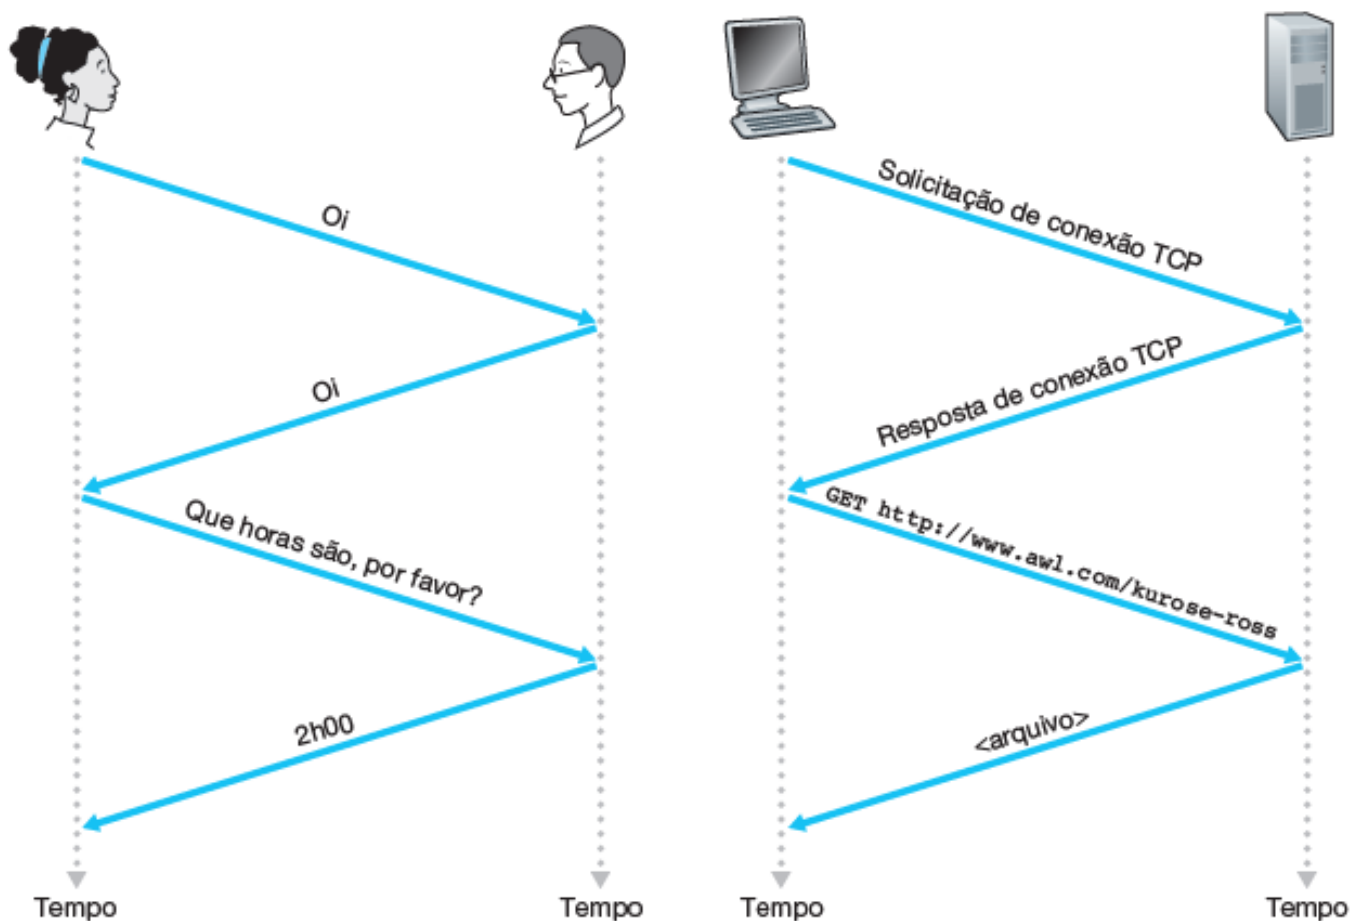 Oi
Oi
Que horas são, por favor?
2h00
Tempo
Tempo
Solicitação de conexão TCP
Resposta de conexão TCP
GET http://www.awl.com/kurose-ross
<arquivo>
Tempo
Tempo